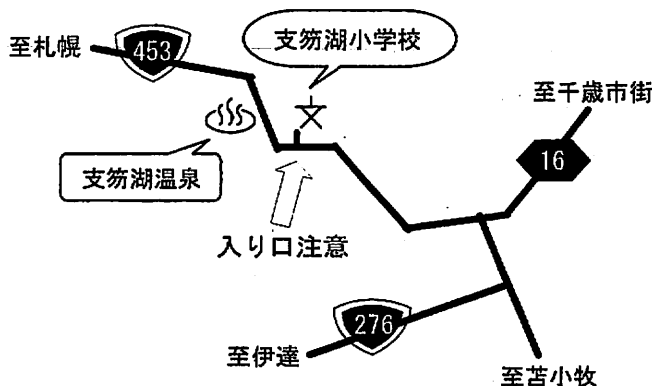 支笏湖小学校
至札幌
453
至千歳市街
16
支笏湖温泉
入り口注意
276
至伊達
至苫小牧